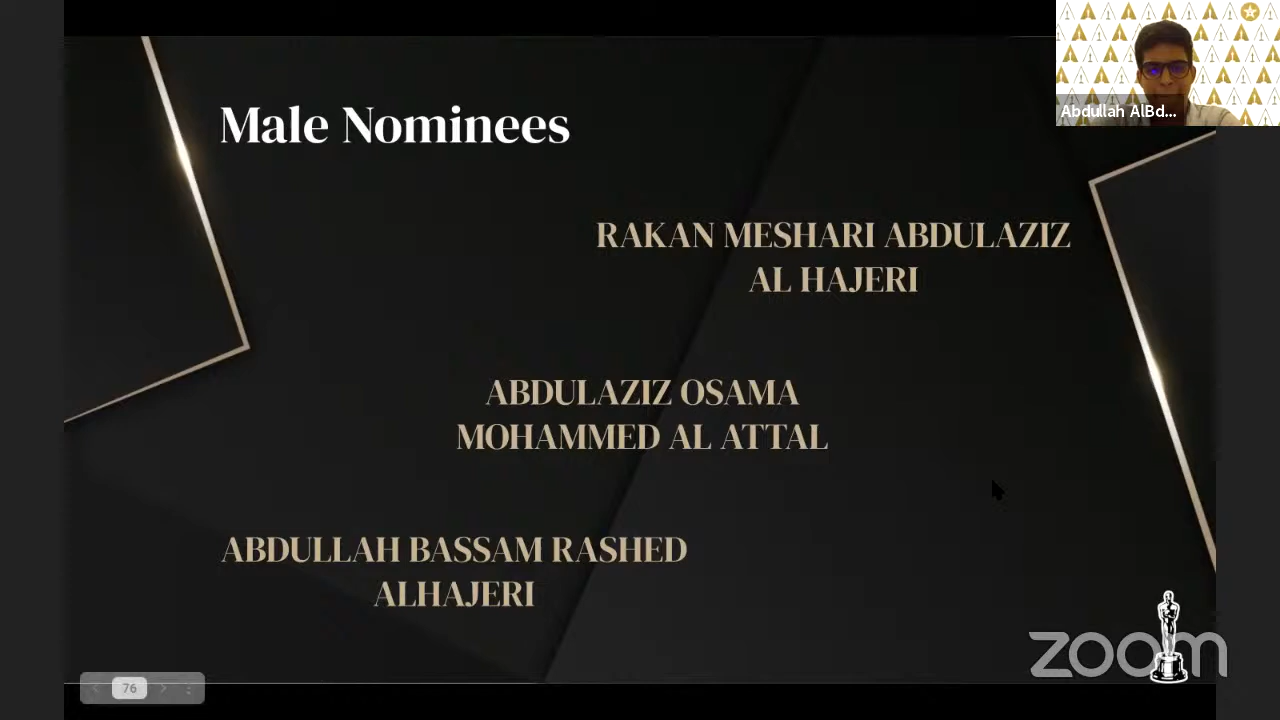 Male Nominees
Abdullah AlBd...
RAKAN MESHARI ABDULAZIZ
AL HAJERI
ABDULAZIZ OSAMA
MOHAMMED AL ATTAL
ABDULLAH BASSAM RASHED
ALHAJERI
zoom
76